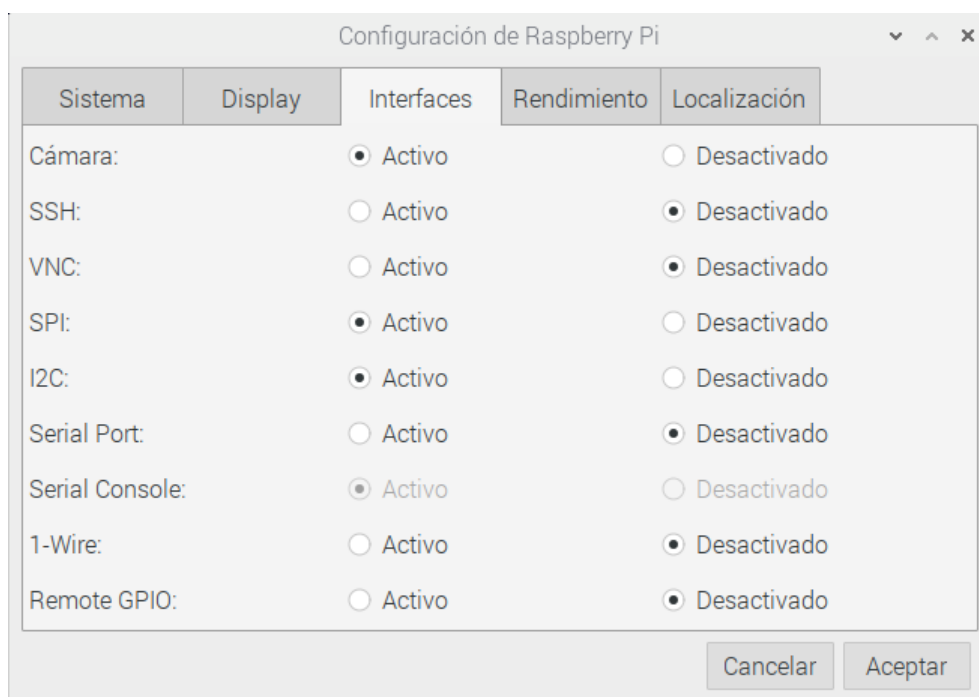 Configuración de Raspberry Pi
Sistema Display Interfaces Rendimiento Localización
Cámara: Activo Desactivado
SSH: Activo Desactivado
VNC: Activo Desactivado
SPI: Activo Desactivado
I2C: Activo Desactivado
Serial Port: Activo Desactivado
Serial Console: Activo Desactivado
1-Wire: Activo Desactivado
Remote GPIO: Activo Desactivado
Cancelar Aceptar